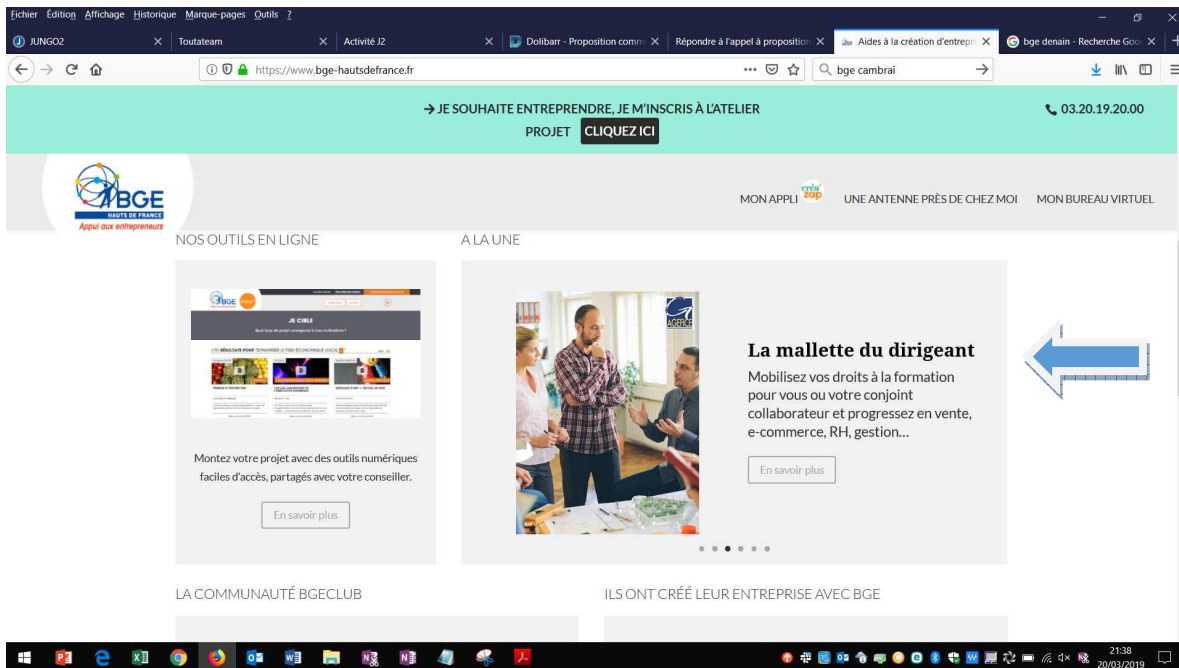 Fichier Édition Affichage Historique Marque-pages Outils ?
JUNGO2
Toutateam
Activité J2
Dolibarr - Proposition comm
Répondre à l'appel à proposition
Aides à la création d'entrepr
bge denain - Recherche Goo
https://www.bge-hautsdefrance.fr
bge cambrai
→ JE SOUHAITE ENTREPRENDRE, JE M'INSCRIS À L'ATELIER
PROJET CLIQUEZ ICI
03.20.19.20.00
BGE
HAUTS DE FRANCE
Appui aux entrepreneurs
MON APPLI créa zap UNE ANTENNE PRÈS DE CHEZ MOI MON BUREAU VIRTUEL
NOS OUTILS EN LIGNE
A LA UNE
BGE
JE CIBLE
Montez votre projet avec des outils numériques
faciles d'accès, partagés avec votre conseiller.
En savoir plus
AGENCE
La mallette du dirigeant
Mobilisez vos droits à la formation
pour vous ou votre conjoint
collaborateur et progressez en vente,
e-commerce, RH, gestion...
En savoir plus
LA COMMUNAUTÉ BGECLUB
ILS ONT CRÉÉ LEUR ENTREPRISE AVEC BGE
21:38
20/03/2019